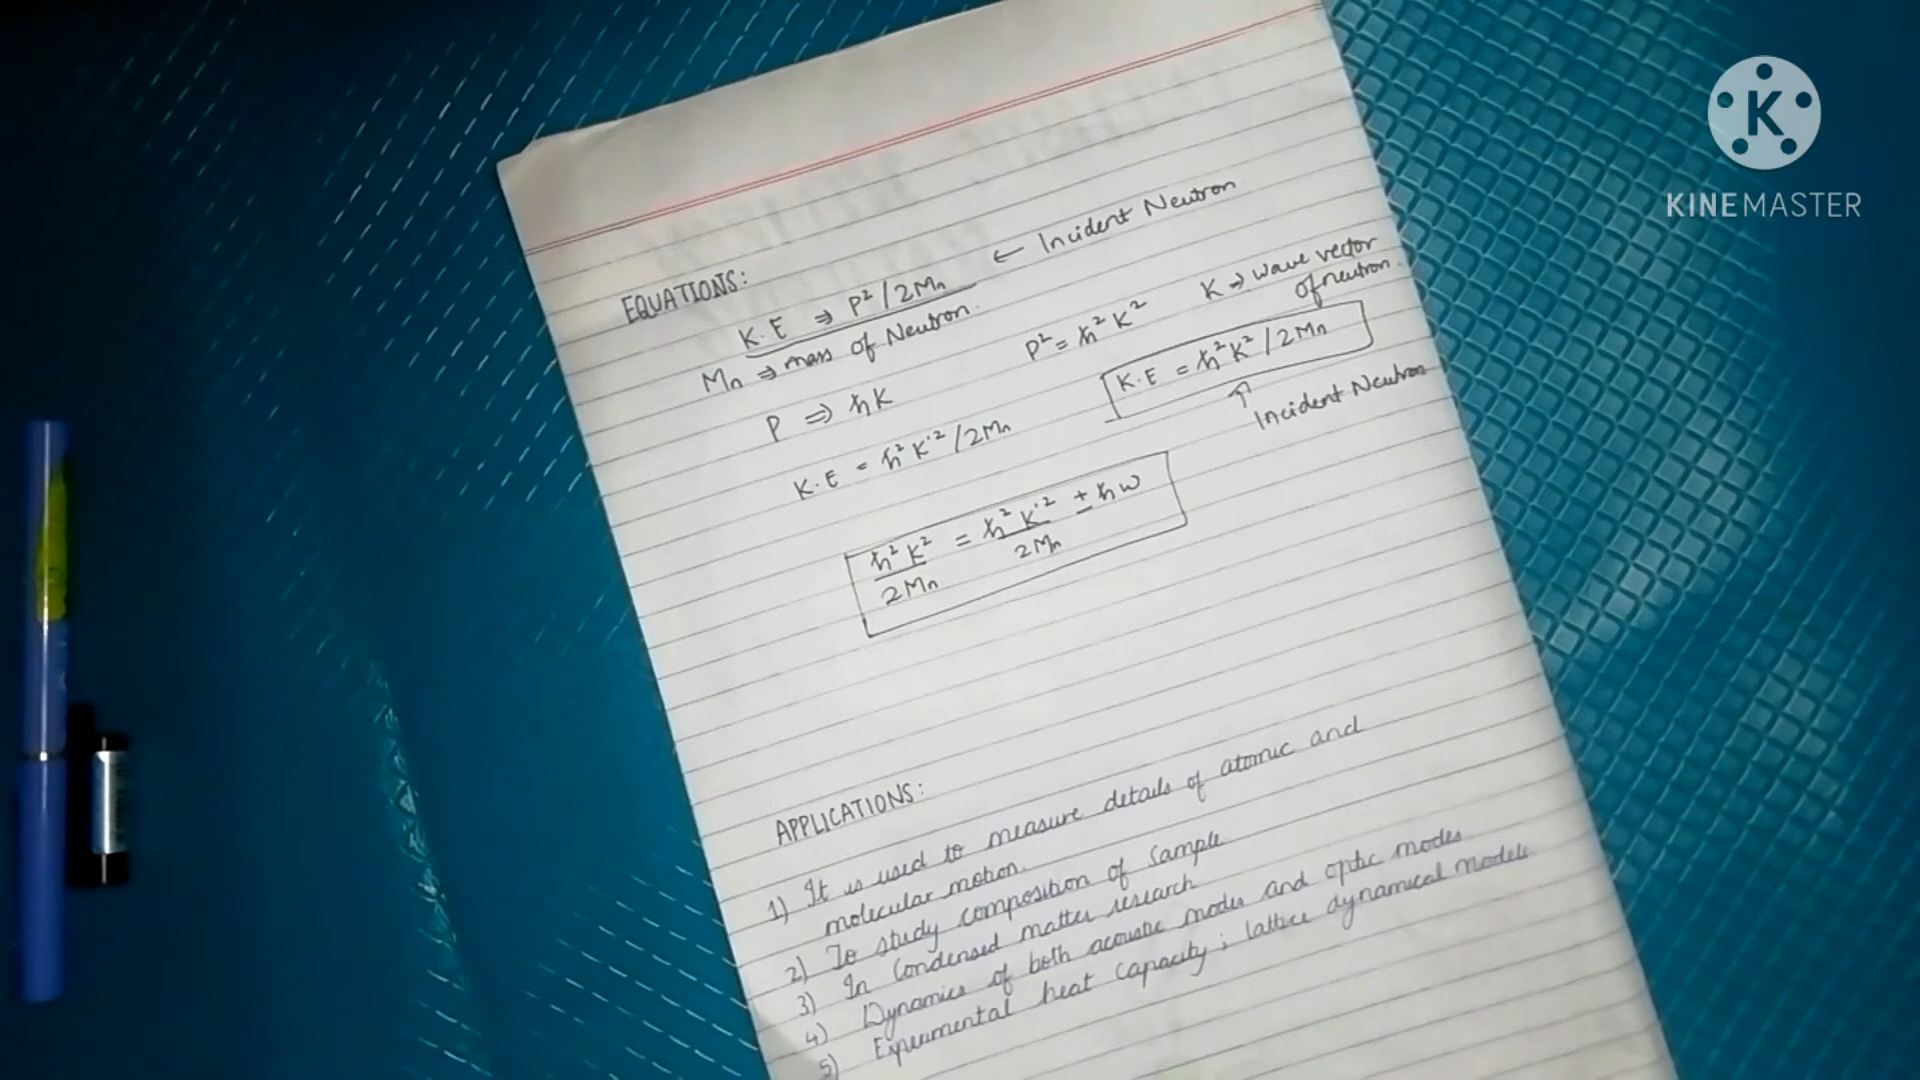 KINEMASTER
EQUATIONS:
K.E ⇒ P² / 2Mn ← Incident Neutron
Mn ⇒ mass of Neutron.
P ⇒ ℏK
P² = ℏ²K²
K → wave vector
of neutron.
K.E = ℏ²K² / 2Mn
Incident Neutron
K.E = ℏ²K'² / 2Mn
ℏ²K²/2Mn = ℏ²K'²/2Mn ± ℏω
APPLICATIONS:
1) It is used to measure details of atomic and
molecular motion.
2) To study composition of sample
3) In Condensed matter research
4) Dynamics of both acoustic modes and optic modes
5) Experimental heat capacity; lattice dynamical models